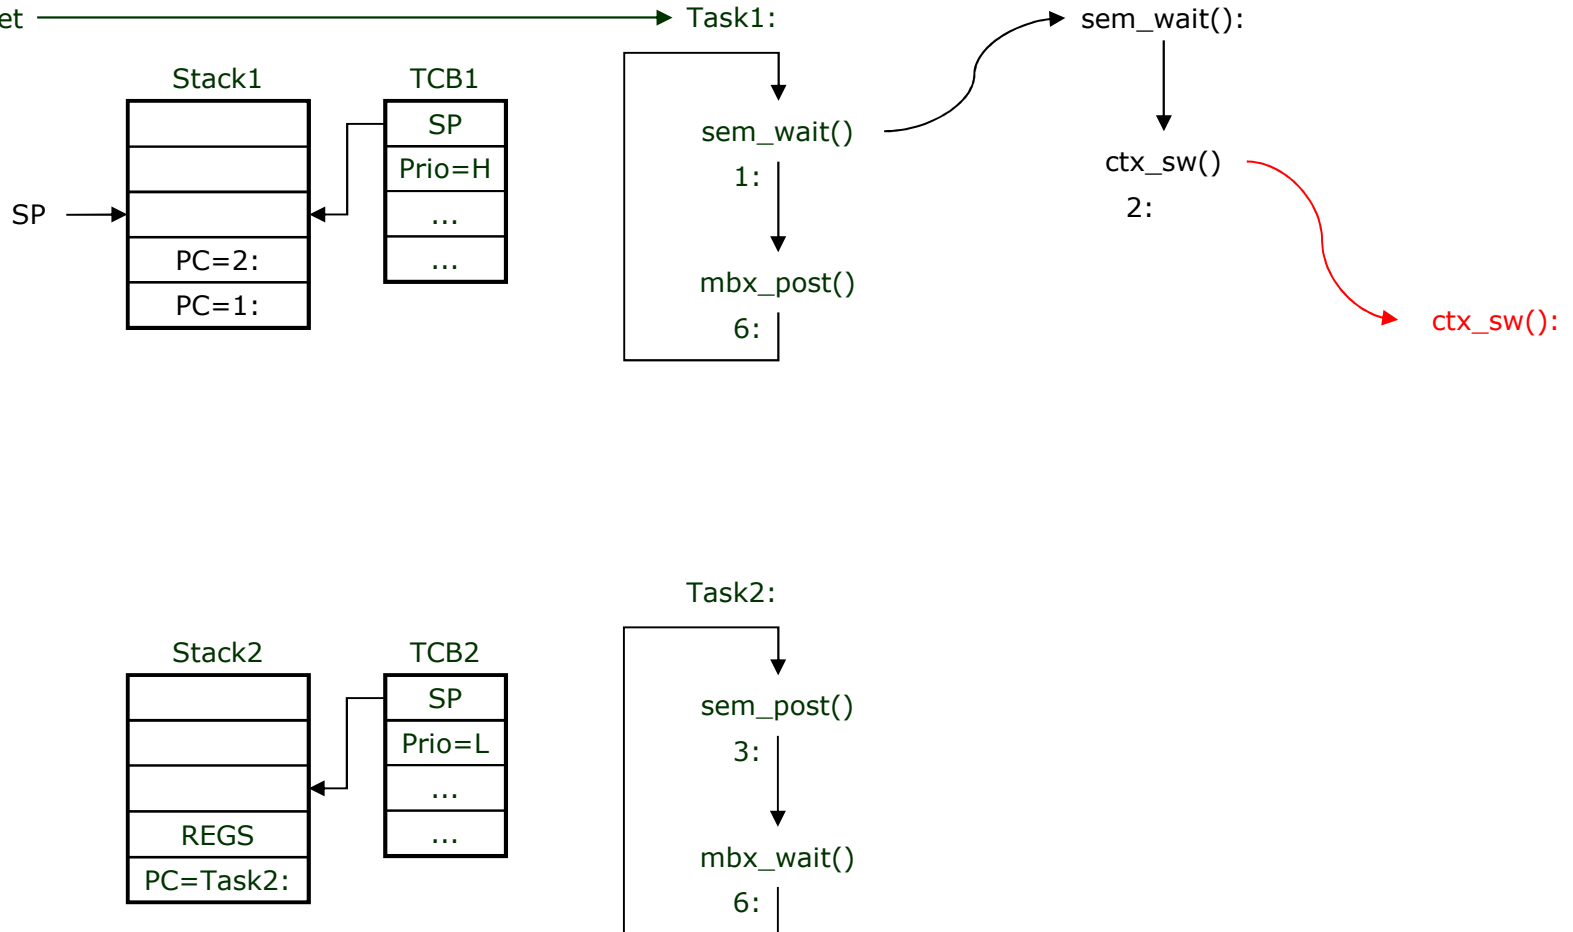 et
Task1:
sem_wait():
Stack1
TCB1
SP
Prio=H
...
...
SP
PC=2:
PC=1:
sem_wait()
1:
mbx_post()
6:
ctx_sw()
2:
ctx_sw():
Task2:
Stack2
TCB2
SP
Prio=L
...
...
REGS
PC=Task2:
sem_post()
3:
mbx_wait()
6: